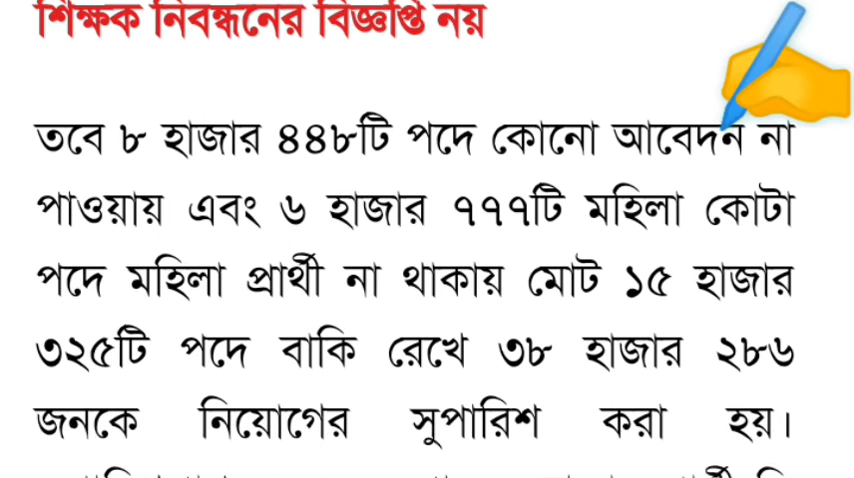 শিক্ষক নিবন্ধনের বিজ্ঞপ্তি নয়
তবে ৮ হাজার ৪৪৮টি পদে কোনো আবেদন না
পাওয়ায় এবং ৬ হাজার ৭৭৭টি মহিলা কোটা
পদে মহিলা প্রার্থী না থাকায় মোট ১৫ হাজার
৩২৫টি পদে বাকি রেখে ৩৮ হাজার ২৮৬
জনকে নিয়োগের সুপারিশ করা হয়।